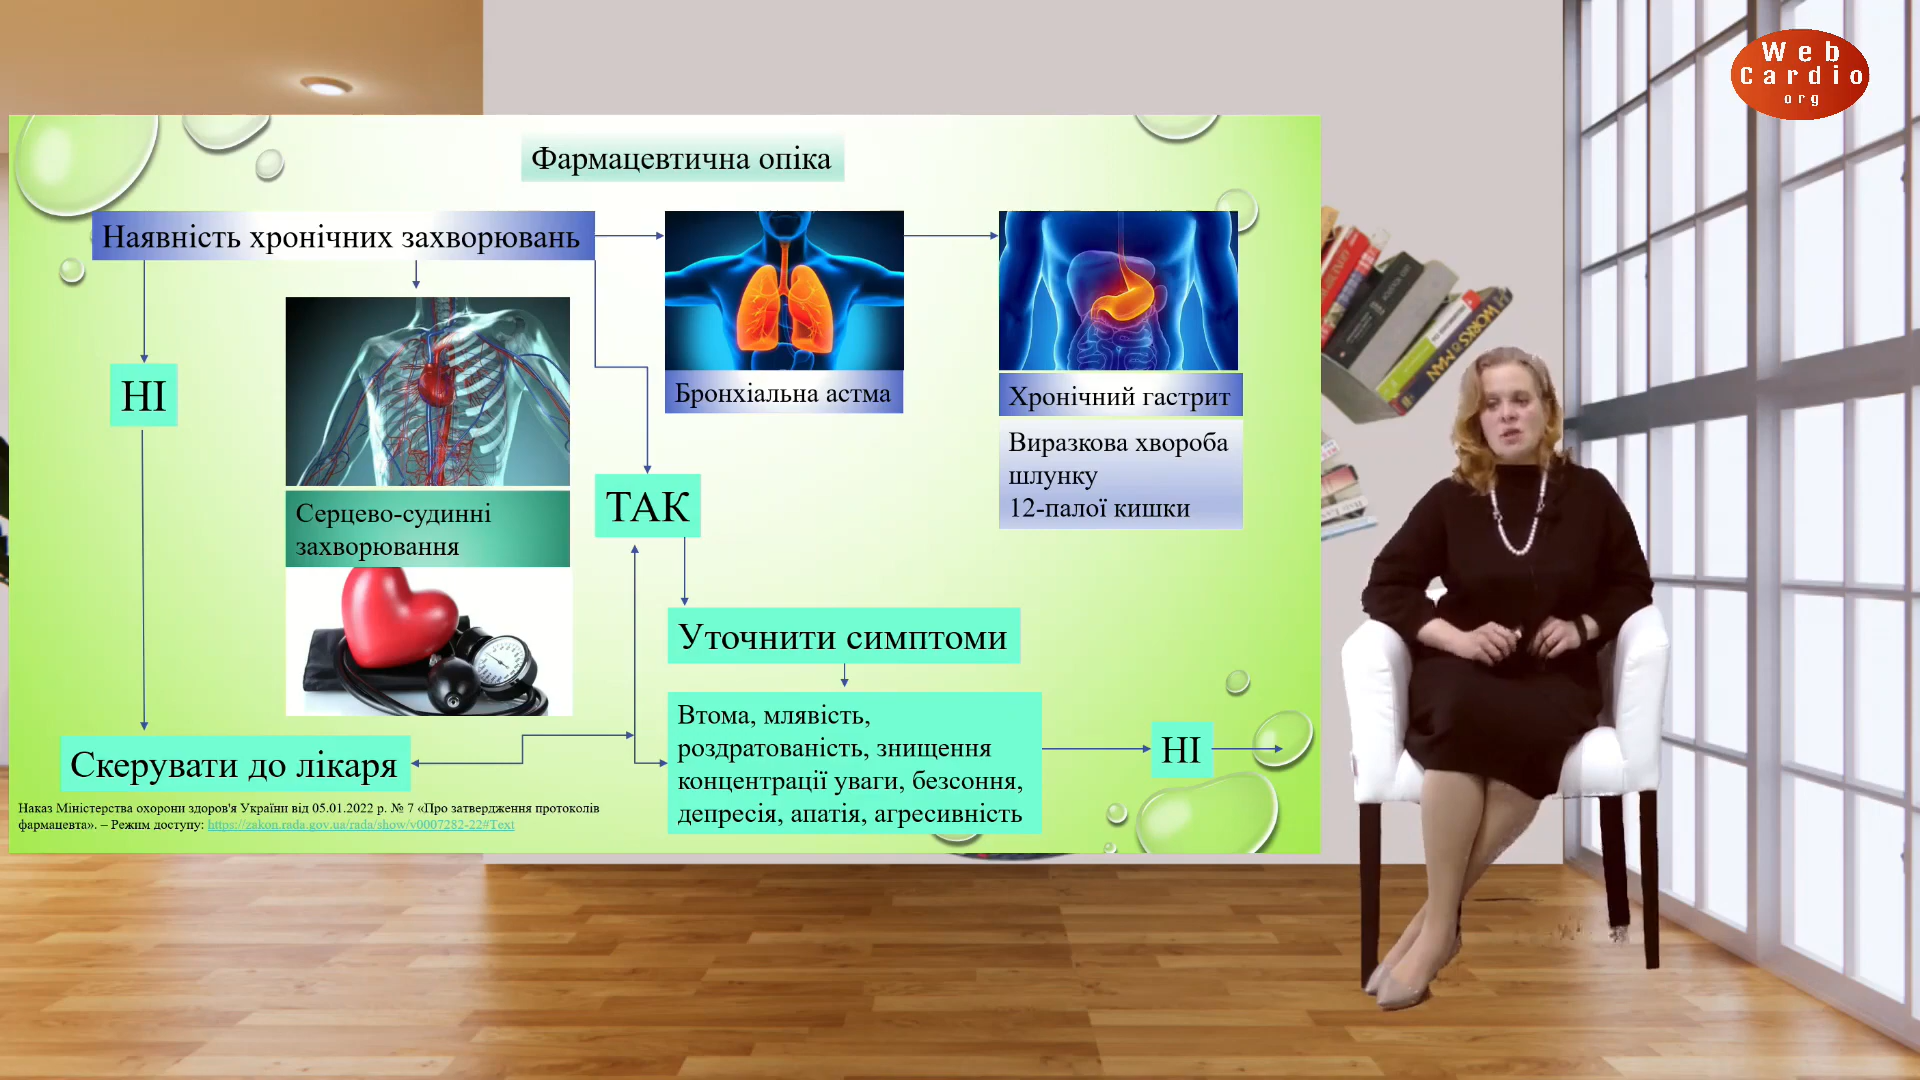 Web
Cardio
org
Фармацевтична опіка
Наявність хронічних захворювань
НІ
Серцево-судинні
захворювання
Бронхіальна астма
Хронічний гастрит
Виразкова хвороба
шлунку
12-палої кишки
ТАК
Уточнити симптоми
Втома, млявість,
роздратованість, знищення
концентрації уваги, безсоння,
депресія, апатія, агресивність
НІ
Скерувати до лікаря
Наказ Міністерства охорони здоров'я України від 05.01.2022 р. № 7 «Про затвердження протоколів
фармацевта». – Режим доступу: https://zakon.rada.gov.ua/rada/show/v0007282-22#Text